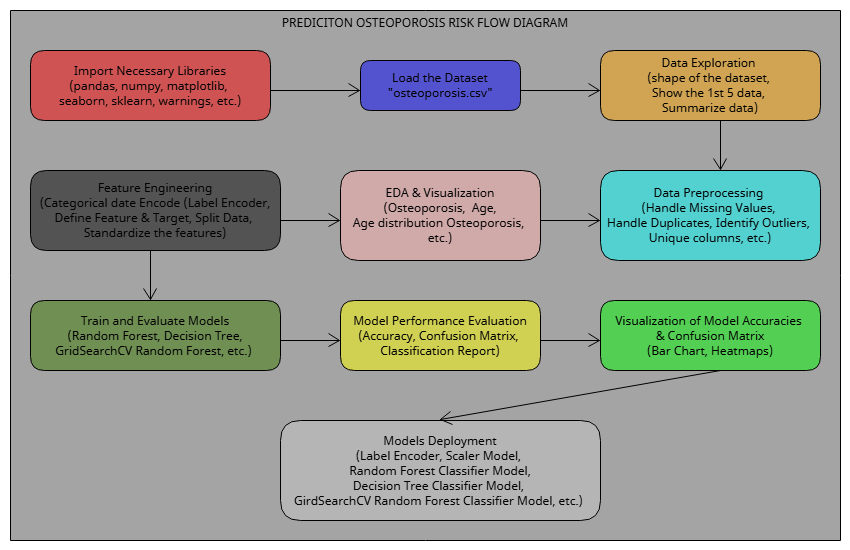 PREDICITON OSTEOPOROSIS RISK FLOW DIAGRAM
Import Necessary Libraries
(pandas, numpy, matplotlib,
seaborn, sklearn, warnings, etc.)
Load the Dataset
"osteoporosis.csv"
Data Exploration
(shape of the dataset,
Show the 1st 5 data,
Summarize data)
Feature Engineering
(Categorical date Encode (Label Encoder,
Define Feature & Target, Split Data,
Standardize the features)
EDA & Visualization
(Osteoporosis, Age,
Age distribution Osteoporosis,
etc.)
Data Preprocessing
(Handle Missing Values,
Handle Duplicates, Identify Outliers,
Unique columns, etc.)
Train and Evaluate Models
(Random Forest, Decision Tree,
GridSearchCV Random Forest, etc.)
Model Performance Evaluation
(Accuracy, Confusion Matrix,
Classification Report)
Visualization of Model Accuracies
& Confusion Matrix
(Bar Chart, Heatmaps)
Models Deployment
(Label Encoder, Scaler Model,
Random Forest Classifier Model,
Decision Tree Classifier Model,
GirdSearchCV Random Forest Classifier Model, etc.)